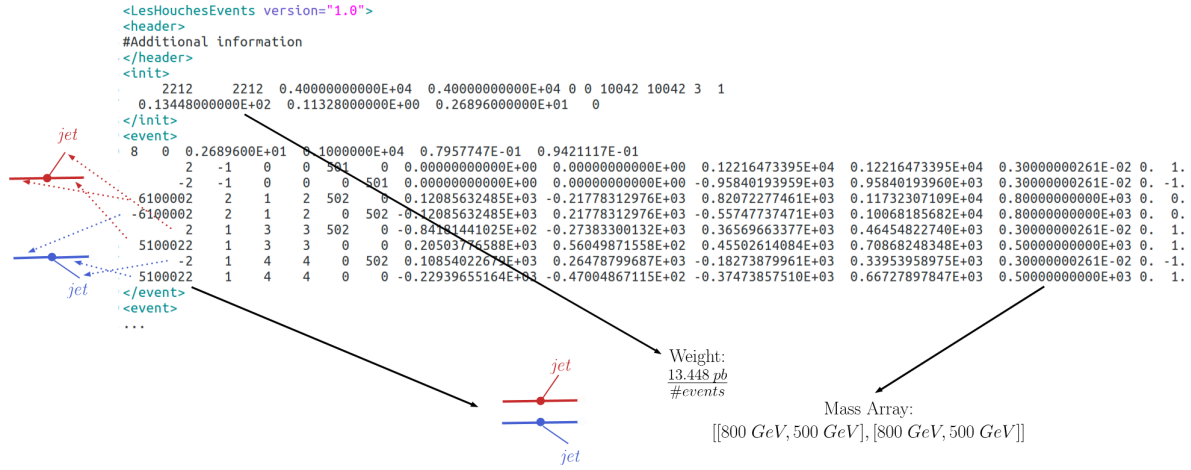 <LesHouchesEvents version="1.0">
<header>
#Additional information
</header>
<init>
2212 2212 0.40000000000E+04 0.40000000000E+04 0 0 10042 10042 3 1
0.13448000000E+02 0.11328000000E+00 0.26896000000E+01 0
</init>
<event>
8 0 0.2689600E+01 0.1000000E+04 0.7957747E-01 0.9421117E-01
2 -1 0 0 501 0 0.00000000000E+00 0.00000000000E+00 0.12216473395E+04 0.12216473395E+04 0.30000000261E-02 0. 1.
-2 -1 0 0 0 501 0.00000000000E+00 0.00000000000E+00 -0.95840193959E+03 0.95840193960E+03 0.30000000261E-02 0. -1.
6100002 2 1 2 502 0 0.12085632485E+03 -0.21778312976E+03 0.82072277461E+03 0.11732307109E+04 0.80000000000E+03 0. 0.
-6100002 2 1 2 0 502 -0.12085632485E+03 0.21778312976E+03 -0.55747737471E+03 0.10068185682E+04 0.80000000000E+03 0. 0.
2 1 3 3 502 0 -0.84181441025E+02 -0.27383300132E+03 0.36569663377E+03 0.46454822740E+03 0.30000000261E-02 0. 1.
5100022 1 3 3 0 0 0.20503776588E+03 0.56049871558E+02 0.45502614084E+03 0.70868248348E+03 0.50000000000E+03 0. 1.
-2 1 4 4 0 502 0.10854022679E+03 0.26478799687E+03 -0.18273879961E+03 0.33953958975E+03 0.30000000261E-02 0. -1.
5100022 1 4 4 0 0 -0.22939655164E+03 -0.47004867115E+02 -0.37473857510E+03 0.66727897847E+03 0.50000000000E+03 0. 1.
</event>
<event>
...
jet
jet
jet
jet
Weight:
13.448 pb
#events
Mass Array:
[[800 GeV, 500 GeV], [800 GeV, 500 GeV]]